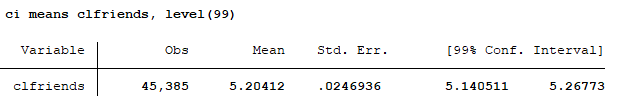 ci means clfriends, level(99)
Variable Obs Mean Std. Err. [99% Conf. Interval]
clfriends 45,385 5.20412 .0246936 5.140511 5.26773